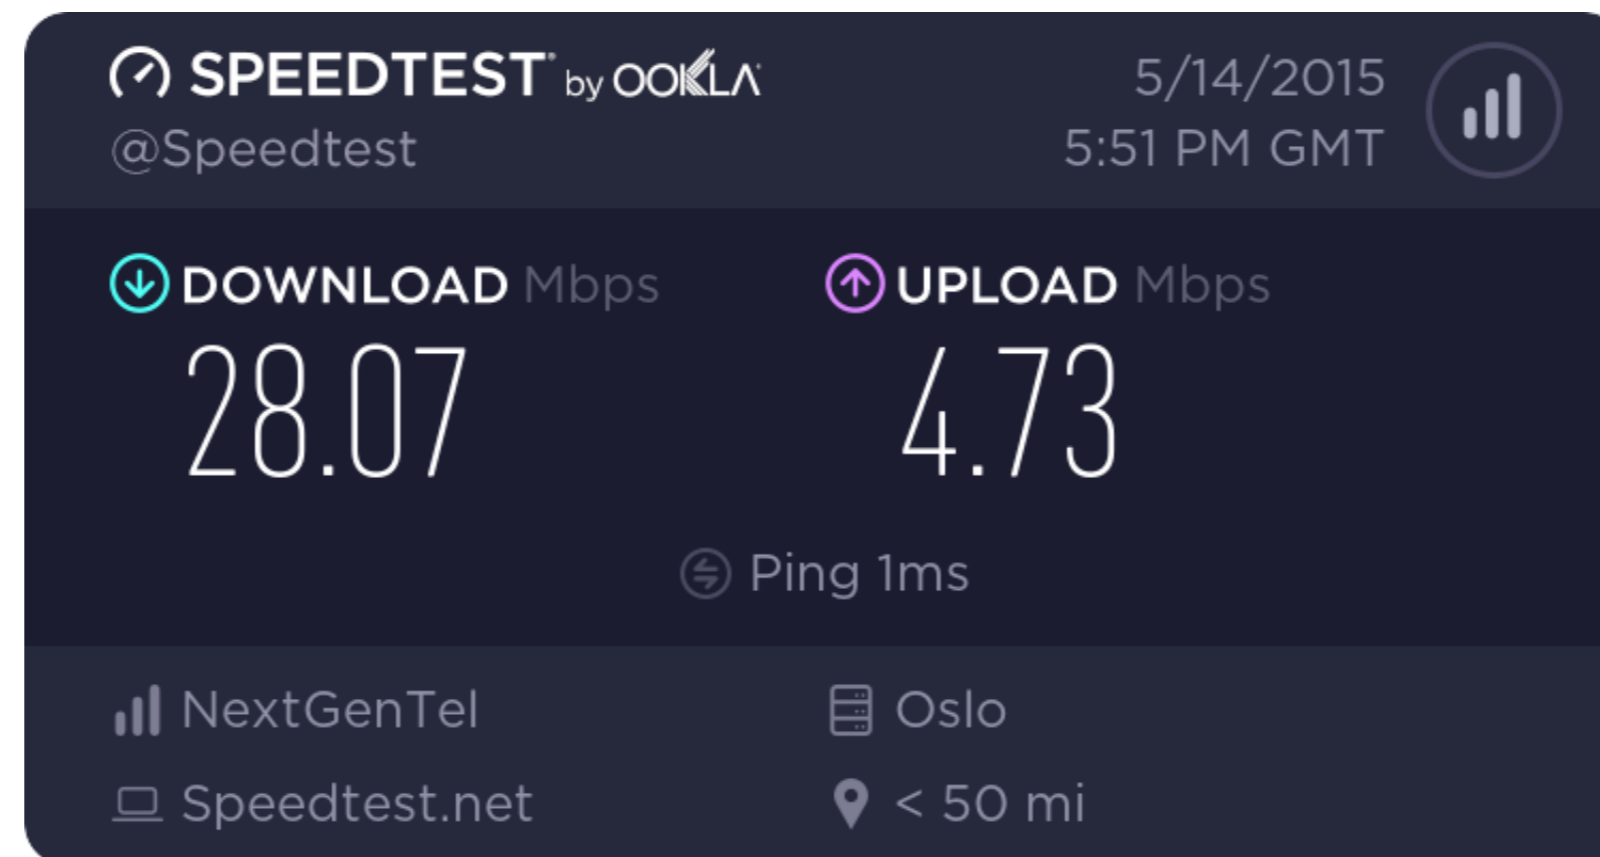 SPEEDTEST® by OOKLA®
@Speedtest
5/14/2015
5:51 PM GMT
DOWNLOAD Mbps
28.07
UPLOAD Mbps
4.73
Ping 1ms
NextGenTel
Oslo
Speedtest.net
< 50 mi